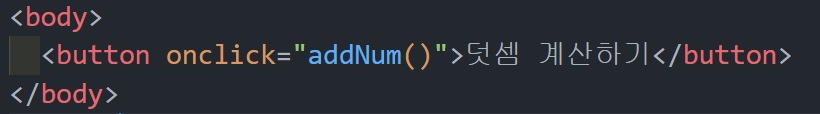 <body>
<button onclick="addNum()">덧셈 계산하기</button>
</body>